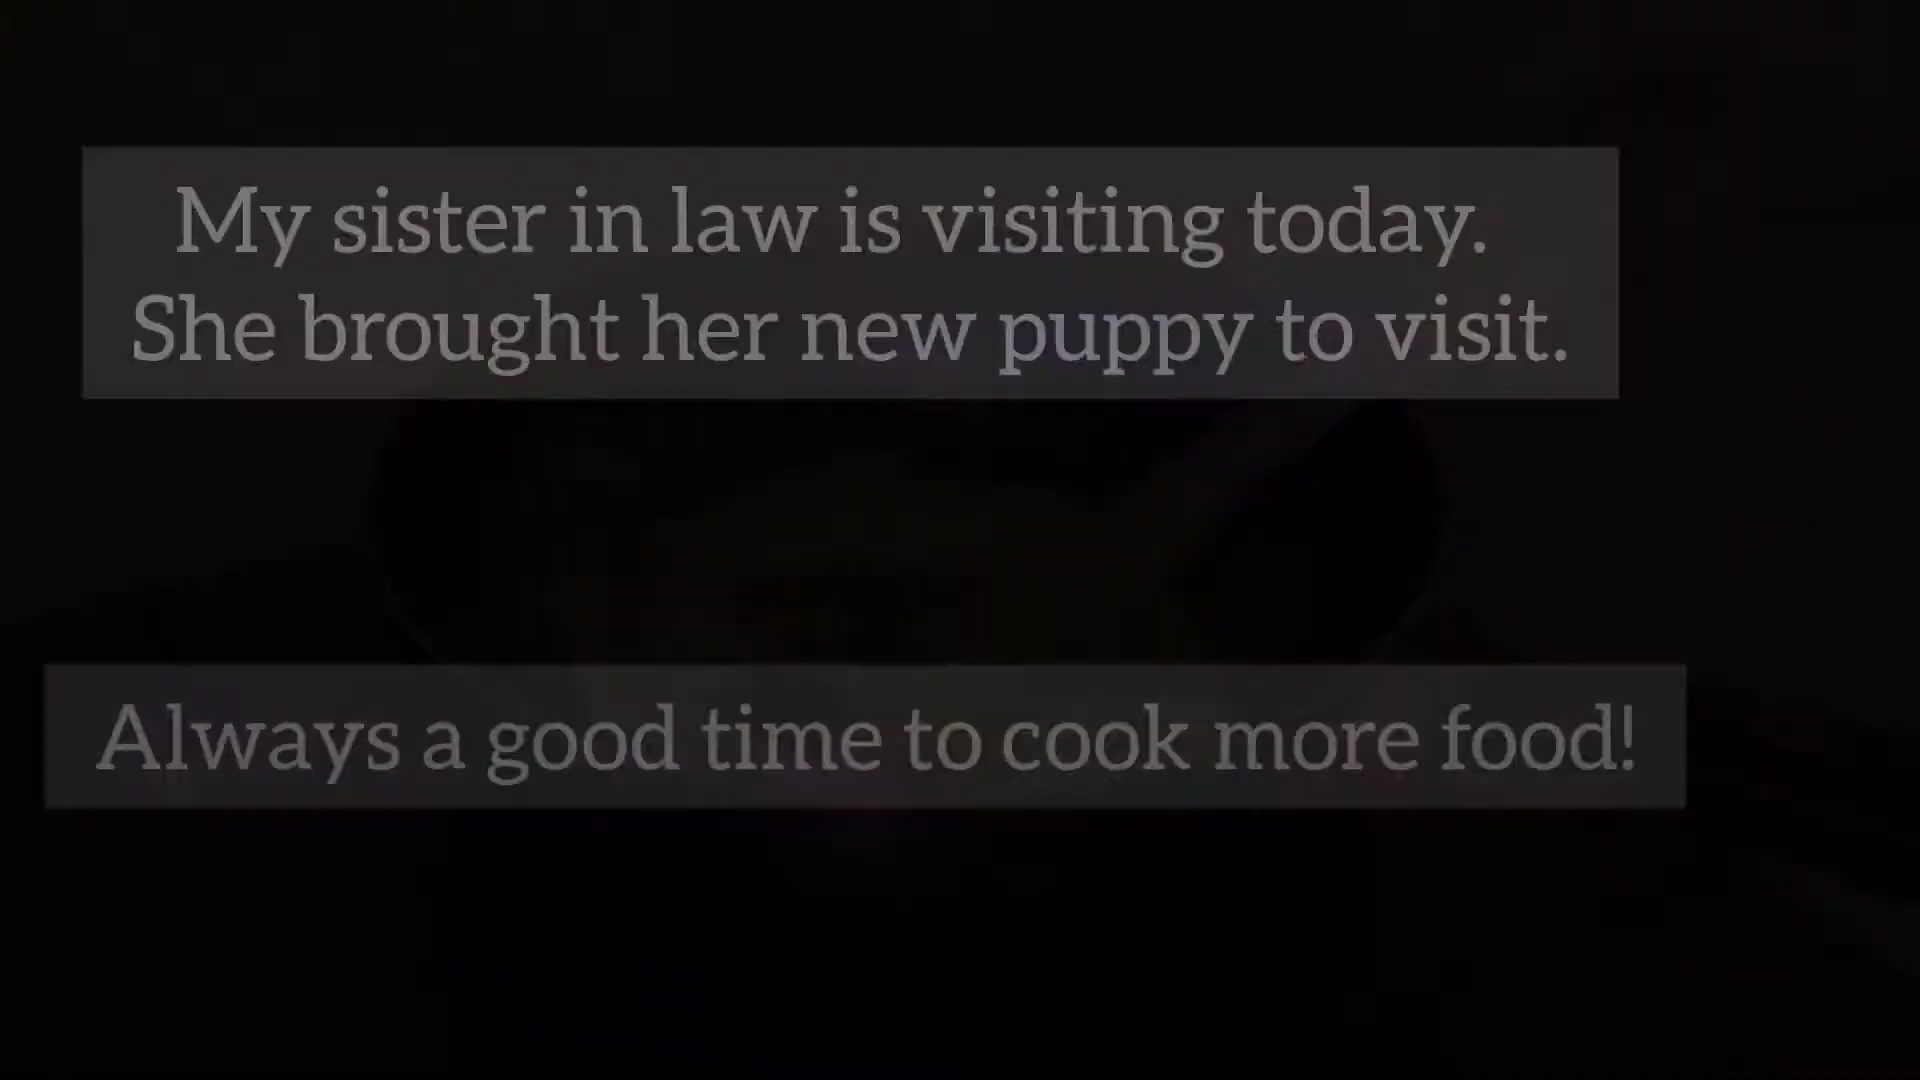 My sister in law is visiting today.
She brought her new puppy to visit.
Always a good time to cook more food!